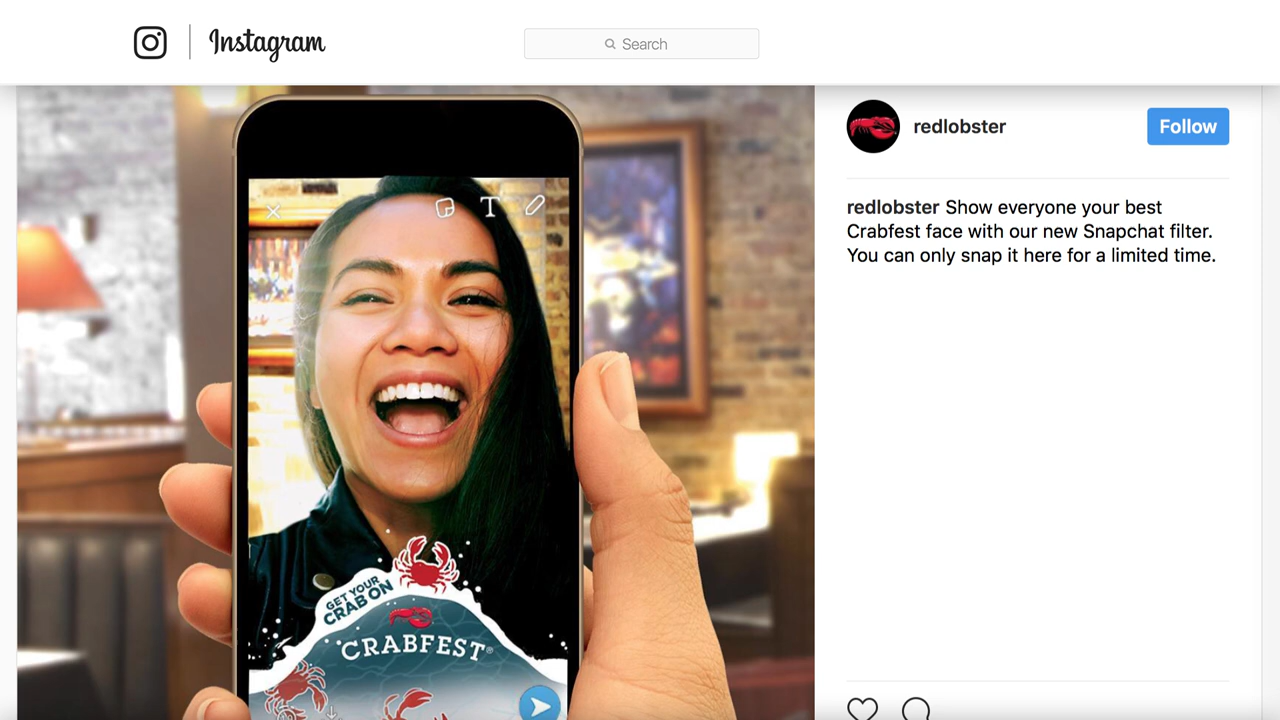 Instagram
Search
redlobster
Follow
redlobster Show everyone your best
Crabfest face with our new Snapchat filter.
You can only snap it here for a limited time.
T
GET YOUR
CRAB ON
CRABFEST®